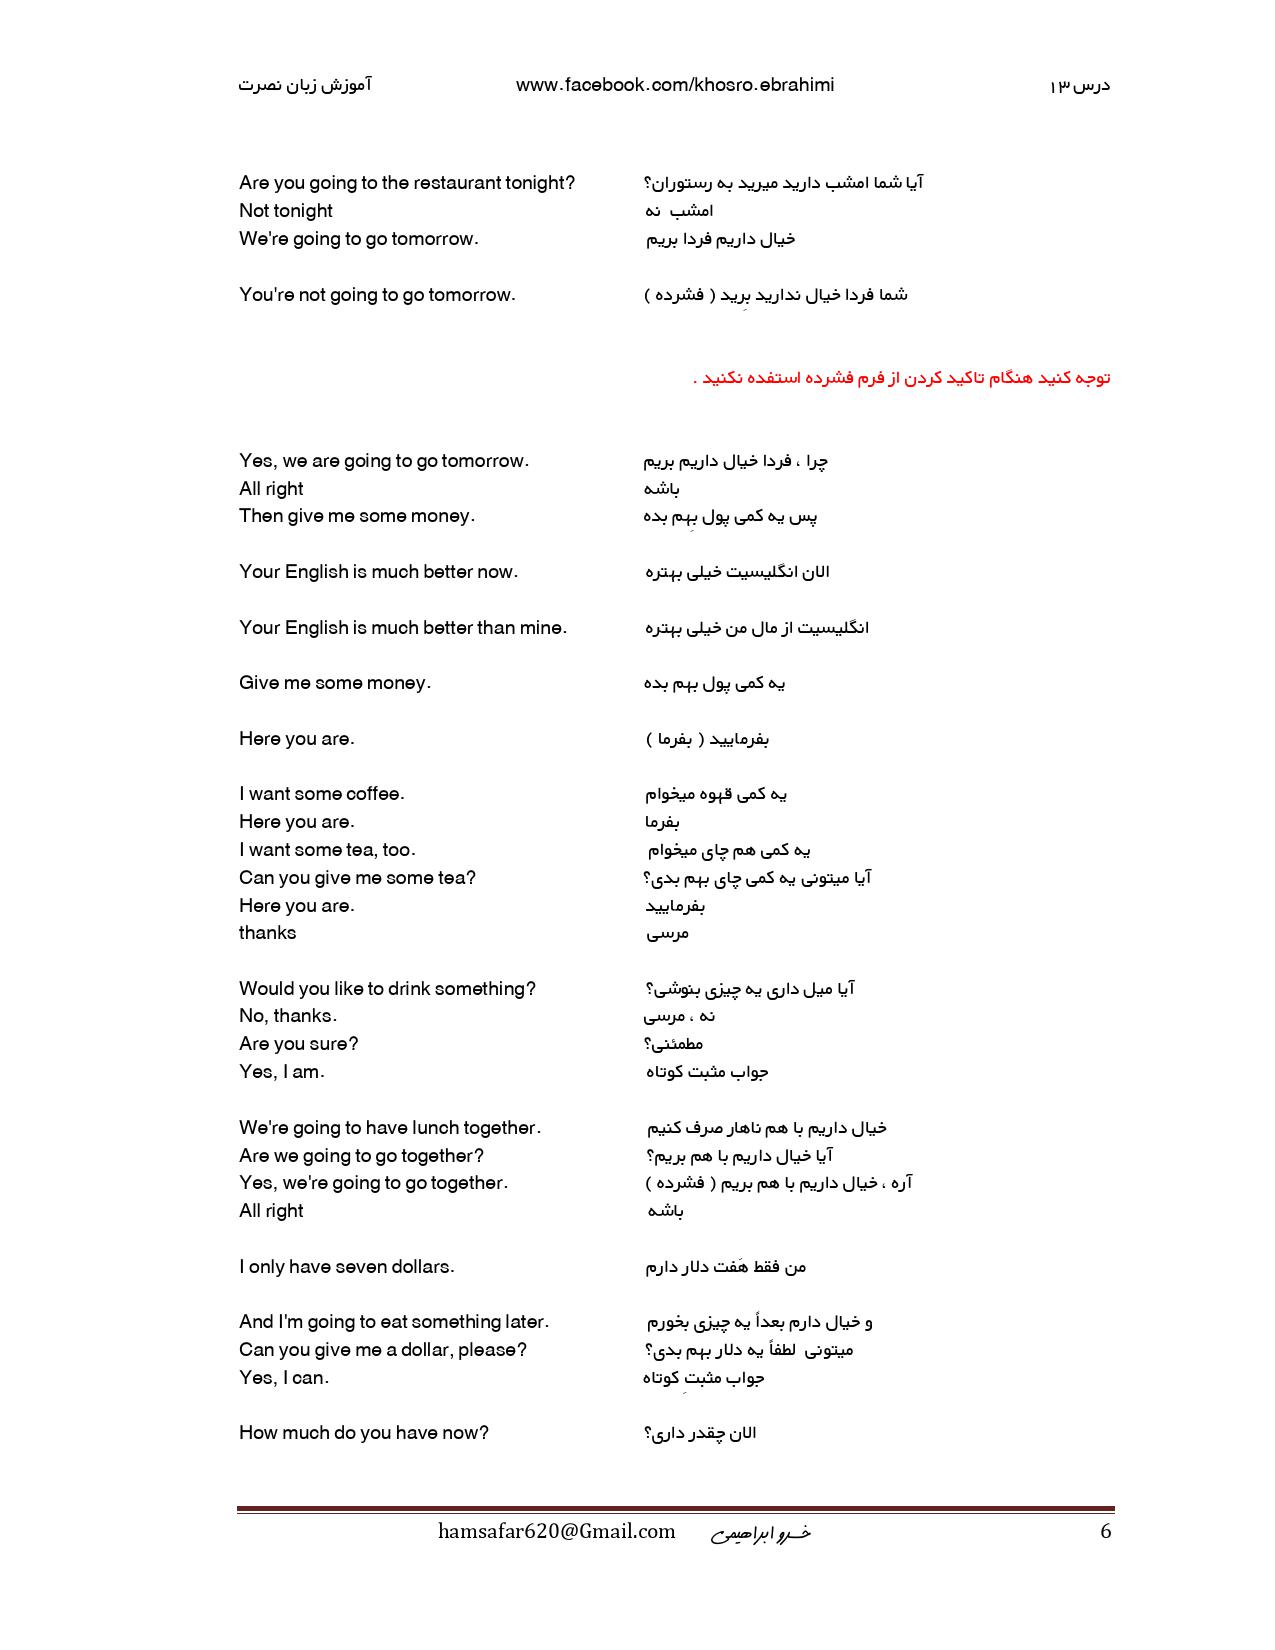 آموزش زبان نصرت www.facebook.com/khosro.ebrahimi درس ۱۳
Are you going to the restaurant tonight? آیا شما امشب دارید میرید به رستوران؟
Not tonight امشب نه
We're going to go tomorrow. خیال داریم فردا بریم
You're not going to go tomorrow. شما فردا خیال ندارید بِرید ( فشرده )
توجه کنید هنگام تاکید کردن از فرم فشرده استفده نکنید .
Yes, we are going to go tomorrow. چرا ، فردا خیال داریم بریم
All right باشه
Then give me some money. پس یه کمی پول بِهم بده
Your English is much better now. الان انگلیسیت خیلی بهتره
Your English is much better than mine. انگلیسیت از مال من خیلی بهتره
Give me some money. یه کمی پول بهم بده
Here you are. بفرمایید ( بفرما )
I want some coffee. یه کمی قهوه میخوام
Here you are. بفرما
I want some tea, too. یه کمی هم چای میخوام
Can you give me some tea? آیا میتونی یه کمی چای بهم بدی؟
Here you are. بفرمایید
thanks مرسی
Would you like to drink something? آیا میل داری یه چیزی بنوشی؟
No, thanks. نه ، مرسی
Are you sure? مطمئنی؟
Yes, I am. جواب مثبت کوتاه
We're going to have lunch together. خیال داریم با هم ناهار صرف کنیم
Are we going to go together? آیا خیال داریم با هم بریم؟
Yes, we're going to go together. آره ، خیال داریم با هم بریم ( فشرده )
All right باشه
I only have seven dollars. من فقط هَفت دلار دارم
And I'm going to eat something later. و خیال دارم بعداً یه چیزی بخورم
Can you give me a dollar, please? میتونی لطفاً یه دلار بهم بدی؟
Yes, I can. جواب مثبتِ کوتاه
How much do you have now? الان چقدر داری؟
hamsafar620@Gmail.com خسرو ابراهیمی 6